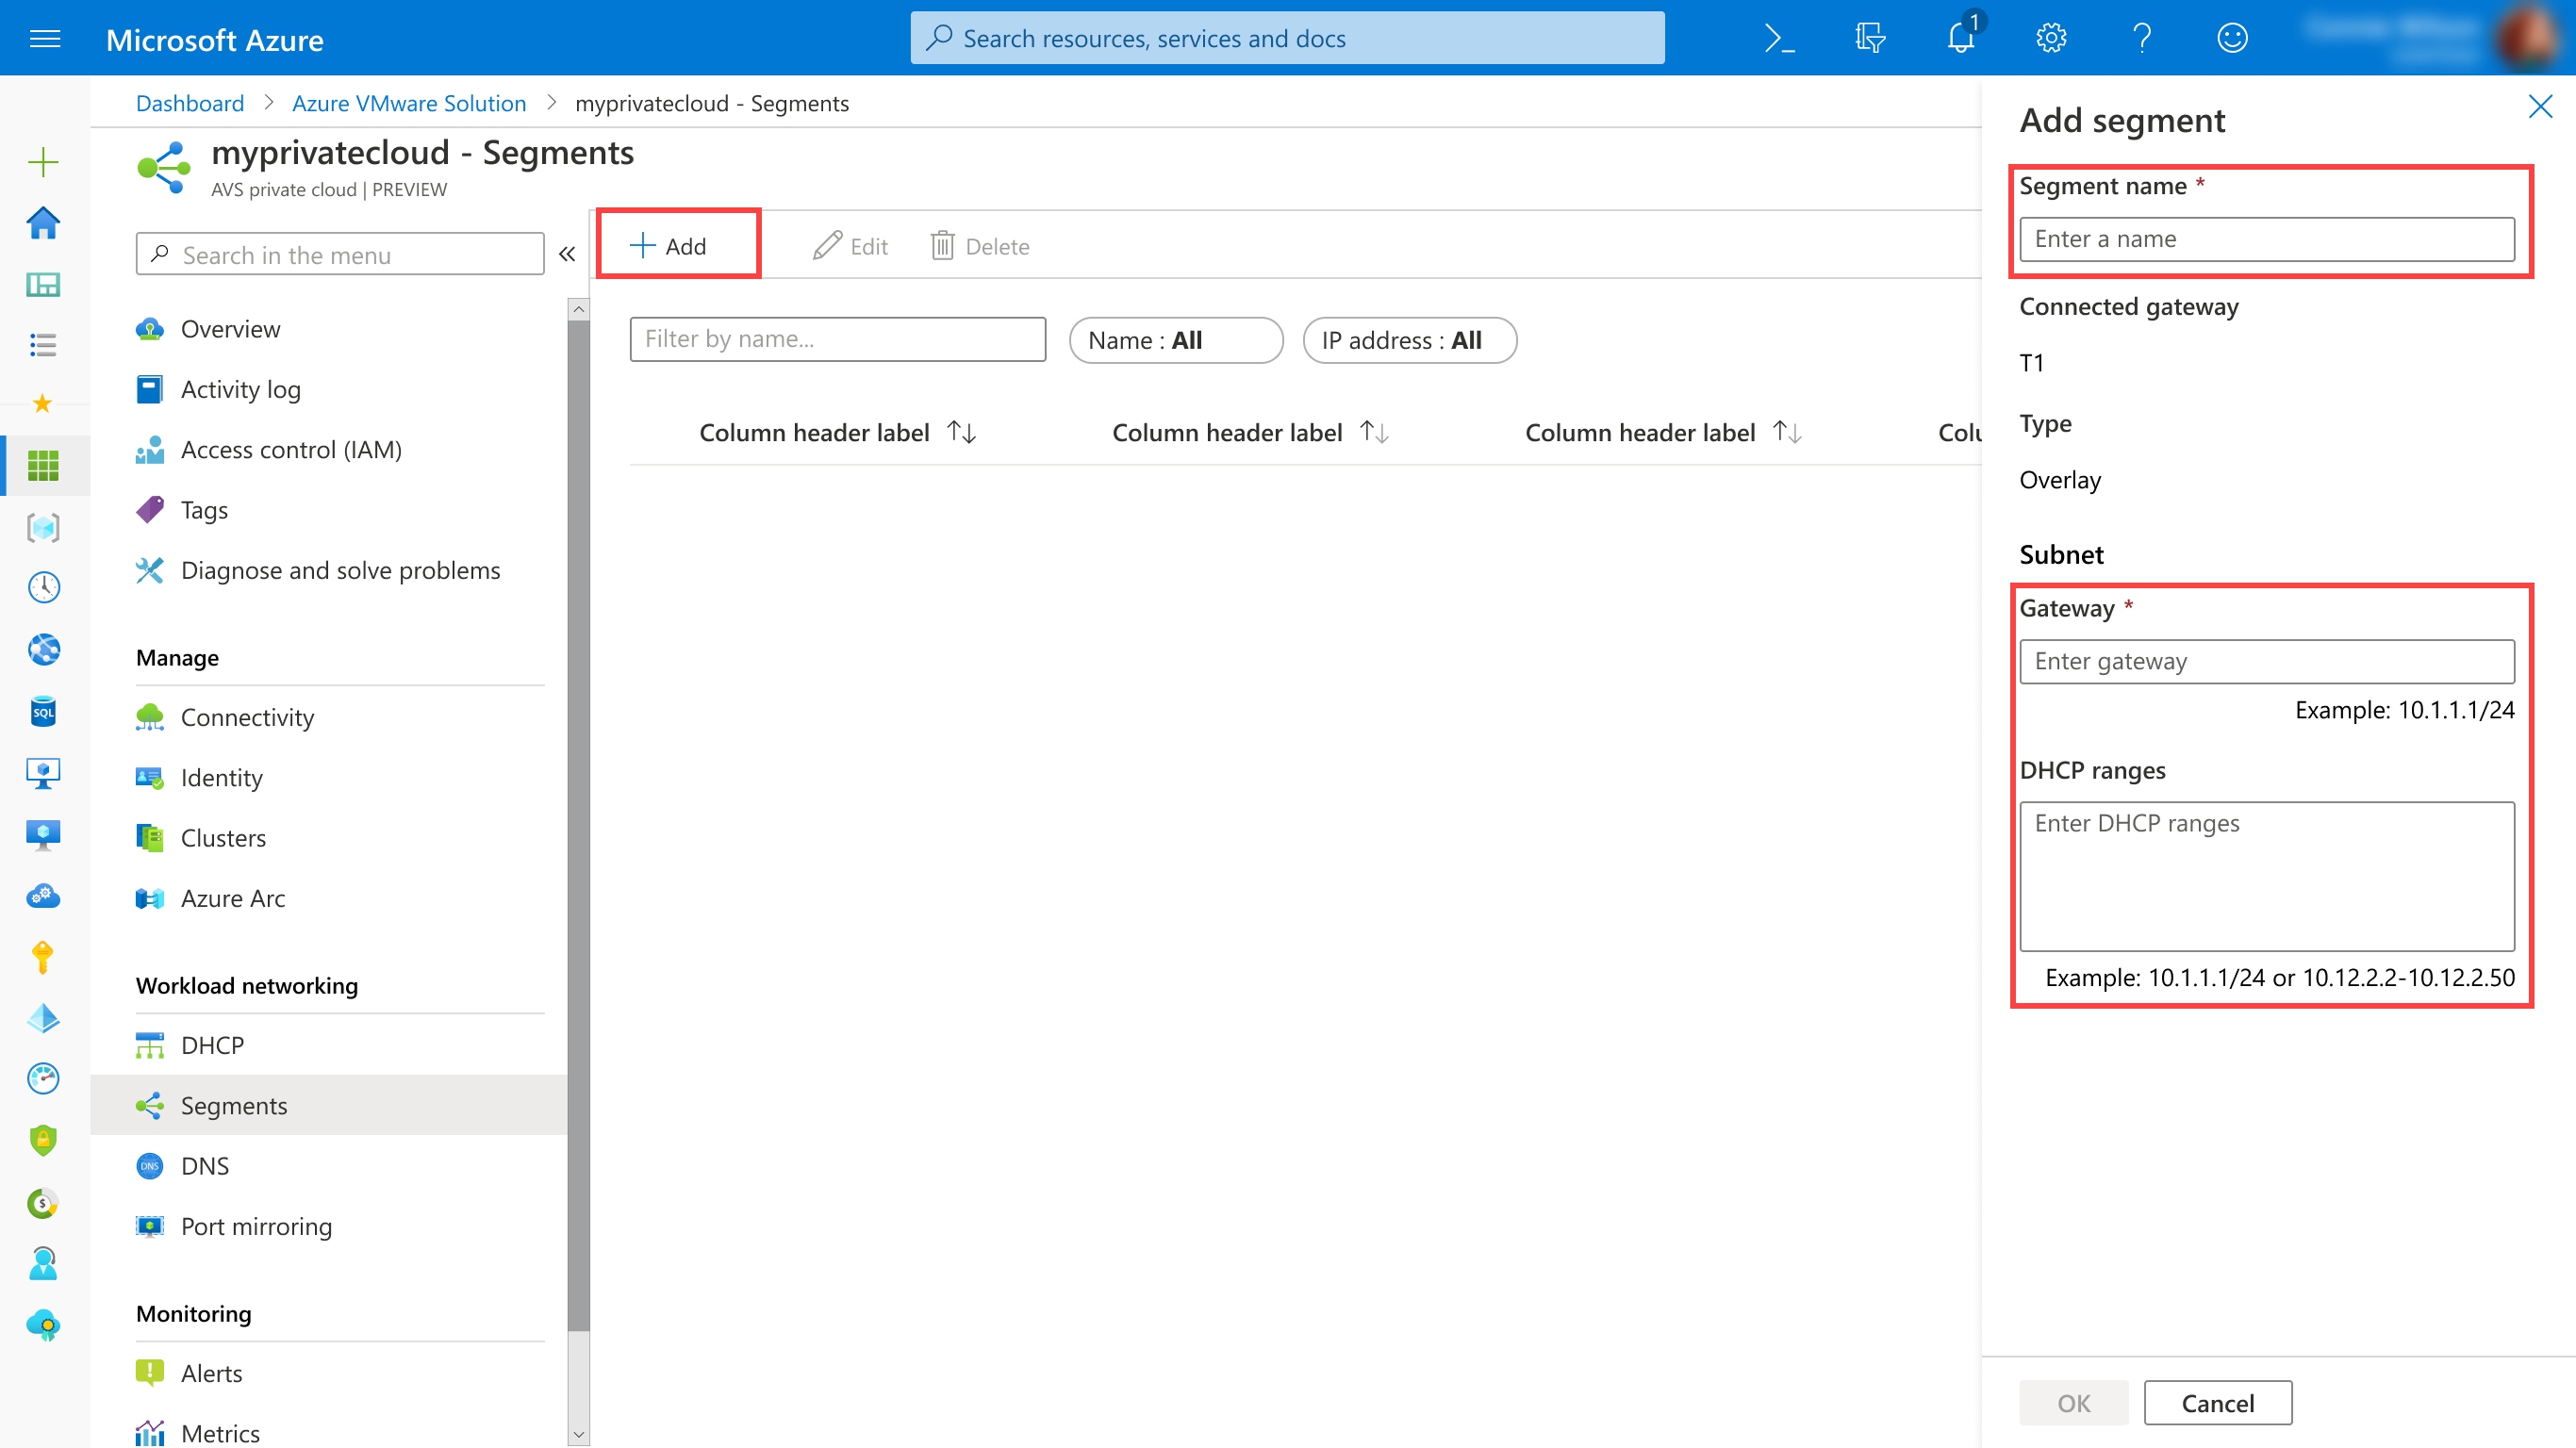 Microsoft Azure
Search resources, services and docs
1
Dashboard > Azure VMware Solution > myprivatecloud - Segments
myprivatecloud - Segments
AVS private cloud | PREVIEW
Search in the menu
«
Overview
Activity log
Access control (IAM)
Tags
Diagnose and solve problems
Manage
Connectivity
Identity
Clusters
Azure Arc
Workload networking
DHCP
Segments
DNS
DNS
Port mirroring
Monitoring
Alerts
Metrics
SQL
Add
Edit
Delete
Filter by name...
Name : All
IP address : All
Column header label
Column header label
Column header label
Colu
Add segment
Segment name *
Enter a name
Connected gateway
T1
Type
Overlay
Subnet
Gateway *
Enter gateway
Example: 10.1.1.1/24
DHCP ranges
Enter DHCP ranges
Example: 10.1.1.1/24 or 10.12.2.2-10.12.2.50
OK
Cancel